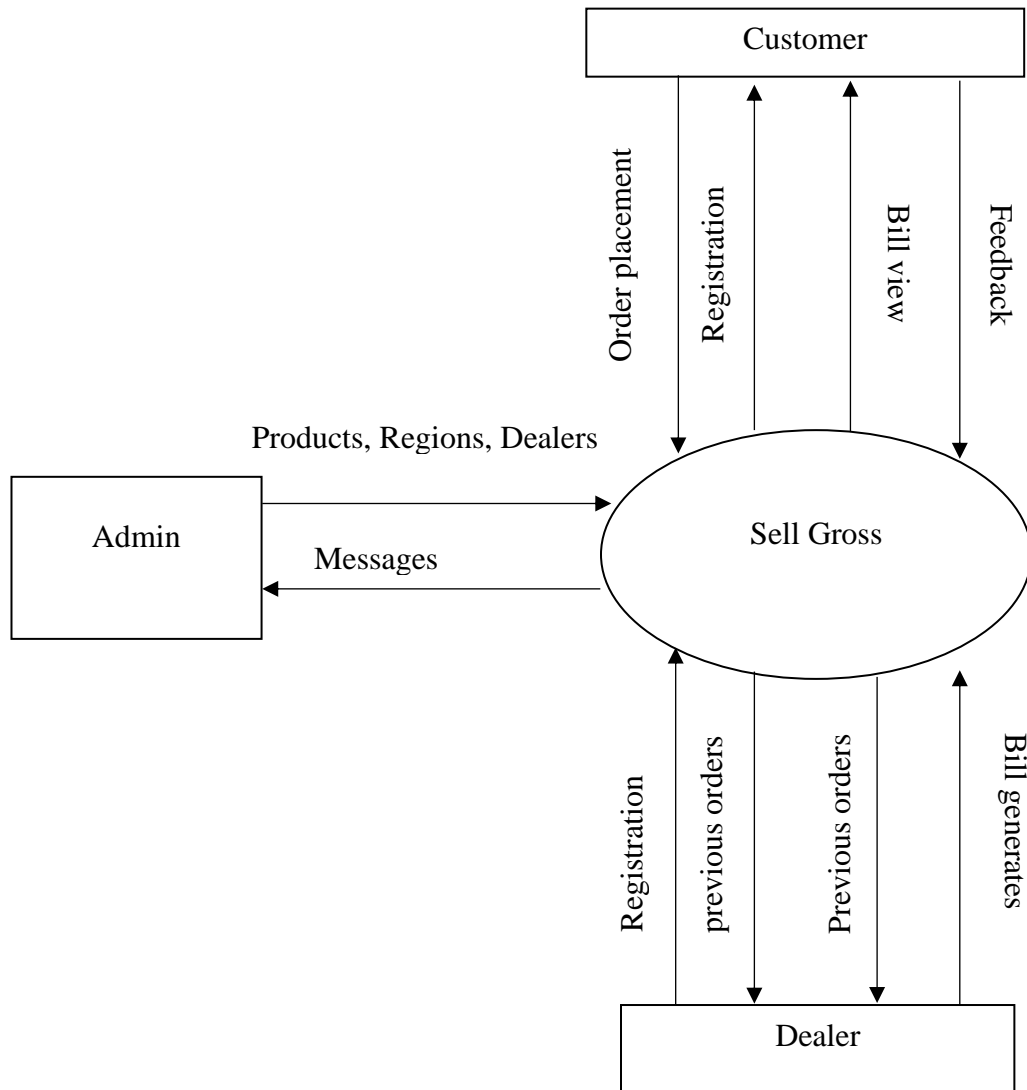 Customer
Order placement
Registration
Bill view
Feedback
Products, Regions, Dealers
Admin
Messages
Sell Gross
Registration
previous orders
Previous orders
Bill generates
Dealer